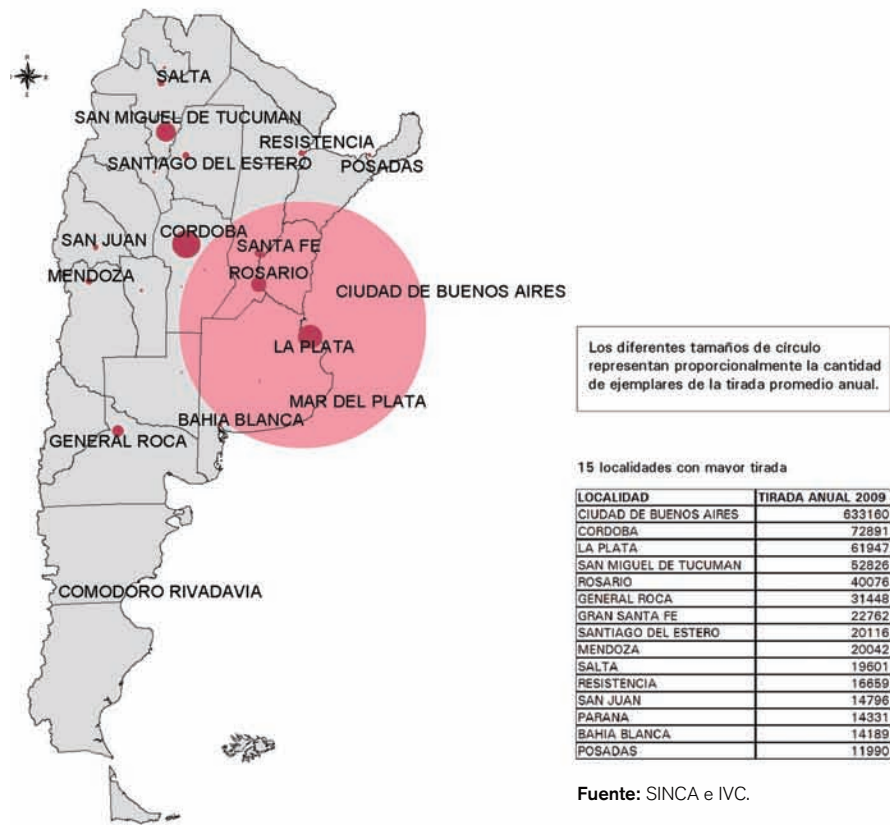 SALTA
SAN MIGUEL DE TUCUMAN
RESISTENCIA
SANTIAGO DEL ESTERO
POSADAS
SAN JUAN
CORDOBA
SANTA FE
MENDOZA
ROSARIO
CIUDAD DE BUENOS AIRES
LA PLATA
MAR DEL PLATA
BAHIA BLANCA
GENERAL ROCA
COMODORO RIVADAVIA
Los diferentes tamaños de círculo
representan proporcionalmente la cantidad
de ejemplares de la tirada promedio anual.
15 localidades con mayor tirada
LOCALIDAD TIRADA ANUAL 2009
CIUDAD DE BUENOS AIRES 633160
CORDOBA 72891
LA PLATA 61947
SAN MIGUEL DE TUCUMAN 52826
ROSARIO 40076
GENERAL ROCA 31448
GRAN SANTA FE 22762
SANTIAGO DEL ESTERO 20116
MENDOZA 20042
SALTA 19601
RESISTENCIA 16659
SAN JUAN 14796
PARANA 14331
BAHIA BLANCA 14189
POSADAS 11990
Fuente: SINCA e IVC.